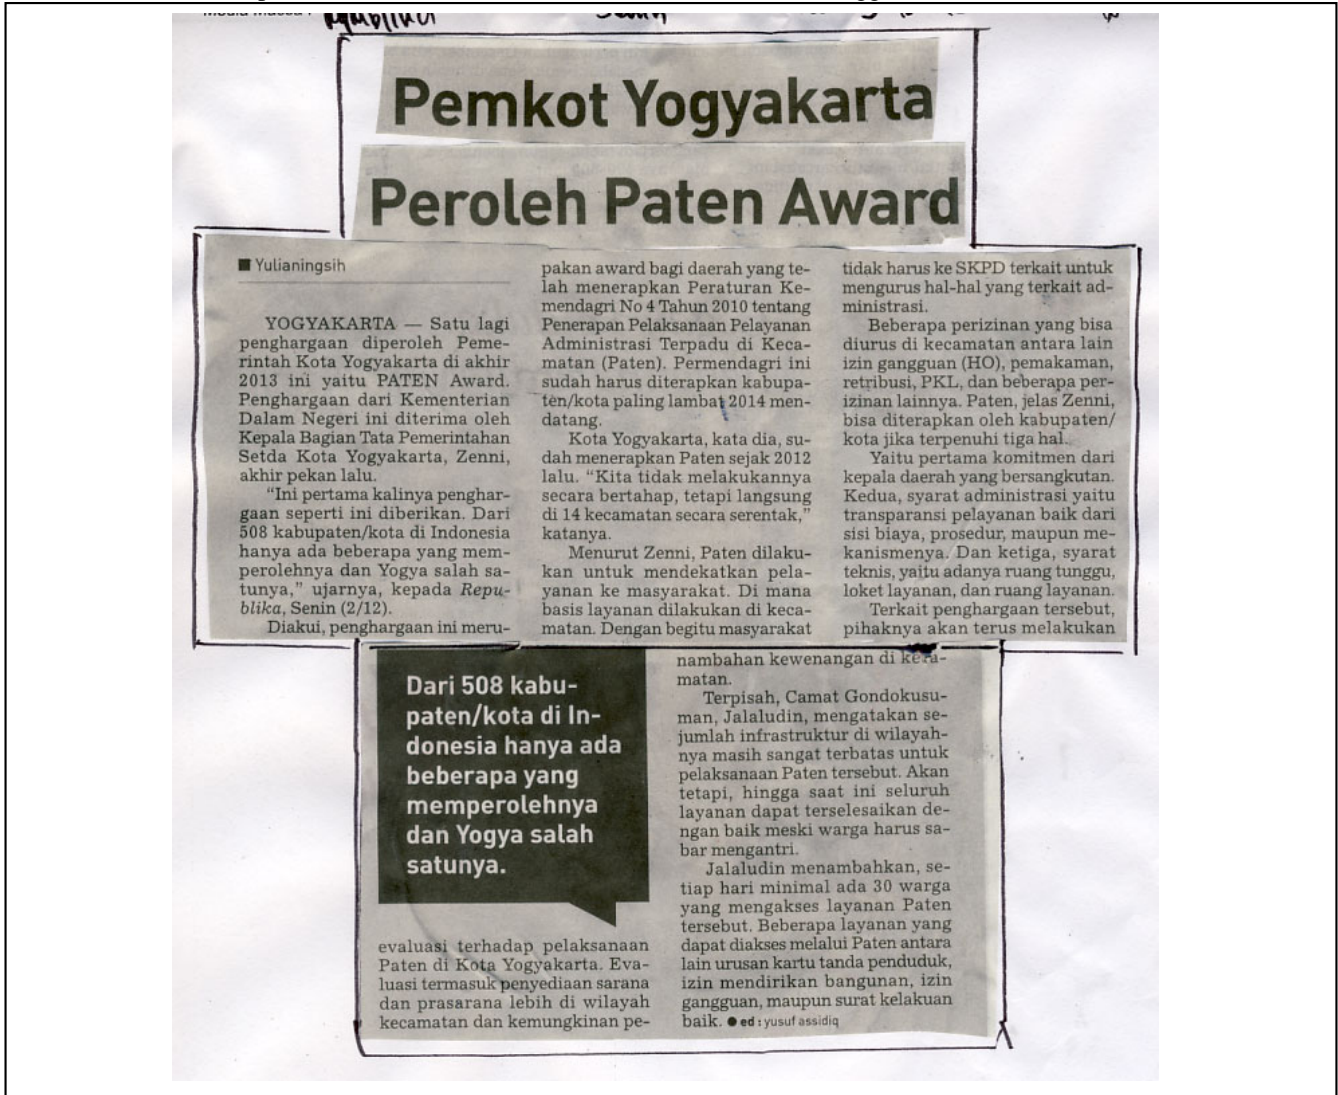 Pemkot Yogyakarta
Peroleh Paten Award
■ Yulianingsih
YOGYAKARTA — Satu lagi
penghargaan diperoleh Peme-
rintah Kota Yogyakarta di akhir
2013 ini yaitu PATEN Award.
Penghargaan dari Kementerian
Dalam Negeri ini diterima oleh
Kepala Bagian Tata Pemerintahan
Setda Kota Yogyakarta, Zenni,
akhir pekan lalu.
"Ini pertama kalinya penghar-
gaan seperti ini diberikan. Dari
508 kabupaten/kota di Indonesia
hanya ada beberapa yang mem-
perolehnya dan Yogya salah sa-
tunya," ujarnya, kepada Repu-
blika, Senin (2/12).
Diakui, penghargaan ini meru-
pakan award bagi daerah yang te-
lah menerapkan Peraturan Ke-
mendagri No 4 Tahun 2010 tentang
Penerapan Pelaksanaan Pelayanan
Administrasi Terpadu di Keca-
matan (Paten). Permendagri ini
sudah harus diterapkan kabupa-
ten/kota paling lambat 2014 men-
datang.
Kota Yogyakarta, kata dia, su-
dah menerapkan Paten sejak 2012
lalu. "Kita tidak melakukannya
secara bertahap, tetapi langsung
di 14 kecamatan secara serentak,"
katanya.
Menurut Zenni, Paten dilaku-
kan untuk mendekatkan pela-
yanan ke masyarakat. Di mana
basis layanan dilakukan di keca-
matan. Dengan begitu masyarakat
tidak harus ke SKPD terkait untuk
mengurus hal-hal yang terkait ad-
ministrasi.
Beberapa perizinan yang bisa
diurus di kecamatan antara lain
izin gangguan (HO), pemakaman,
retribusi, PKL, dan beberapa per-
izinan lainnya. Paten, jelas Zenni,
bisa diterapkan oleh kabupaten/
kota jika terpenuhi tiga hal.
Yaitu pertama komitmen dari
kepala daerah yang bersangkutan.
Kedua, syarat administrasi yaitu
transparansi pelayanan baik dari
sisi biaya, prosedur, maupun me-
kanismenya. Dan ketiga, syarat
teknis, yaitu adanya ruang tunggu,
loket layanan, dan ruang layanan.
Terkait penghargaan tersebut,
pihaknya akan terus melakukan
Dari 508 kabu-
paten/kota di In-
donesia hanya ada
beberapa yang
memperolehnya
dan Yogya salah
satunya.
evaluasi terhadap pelaksanaan
Paten di Kota Yogyakarta. Eva-
luasi termasuk penyediaan sarana
dan prasarana lebih di wilayah
kecamatan dan kemungkinan pe-
nambahan kewenangan di keca-
matan.
Terpisah, Camat Gondokusu-
man, Jalaludin, mengatakan se-
jumlah infrastruktur di wilayah-
nya masih sangat terbatas untuk
pelaksanaan Paten tersebut. Akan
tetapi, hingga saat ini seluruh
layanan dapat terselesaikan de-
ngan baik meski warga harus sa-
bar mengantri.
Jalaludin menambahkan, se-
tiap hari minimal ada 30 warga
yang mengakses layanan Paten
tersebut. Beberapa layanan yang
dapat diakses melalui Paten antara
lain urusan kartu tanda penduduk,
izin mendirikan bangunan, izin
gangguan, maupun surat kelakuan
baik. ● ed : yusuf assidiq